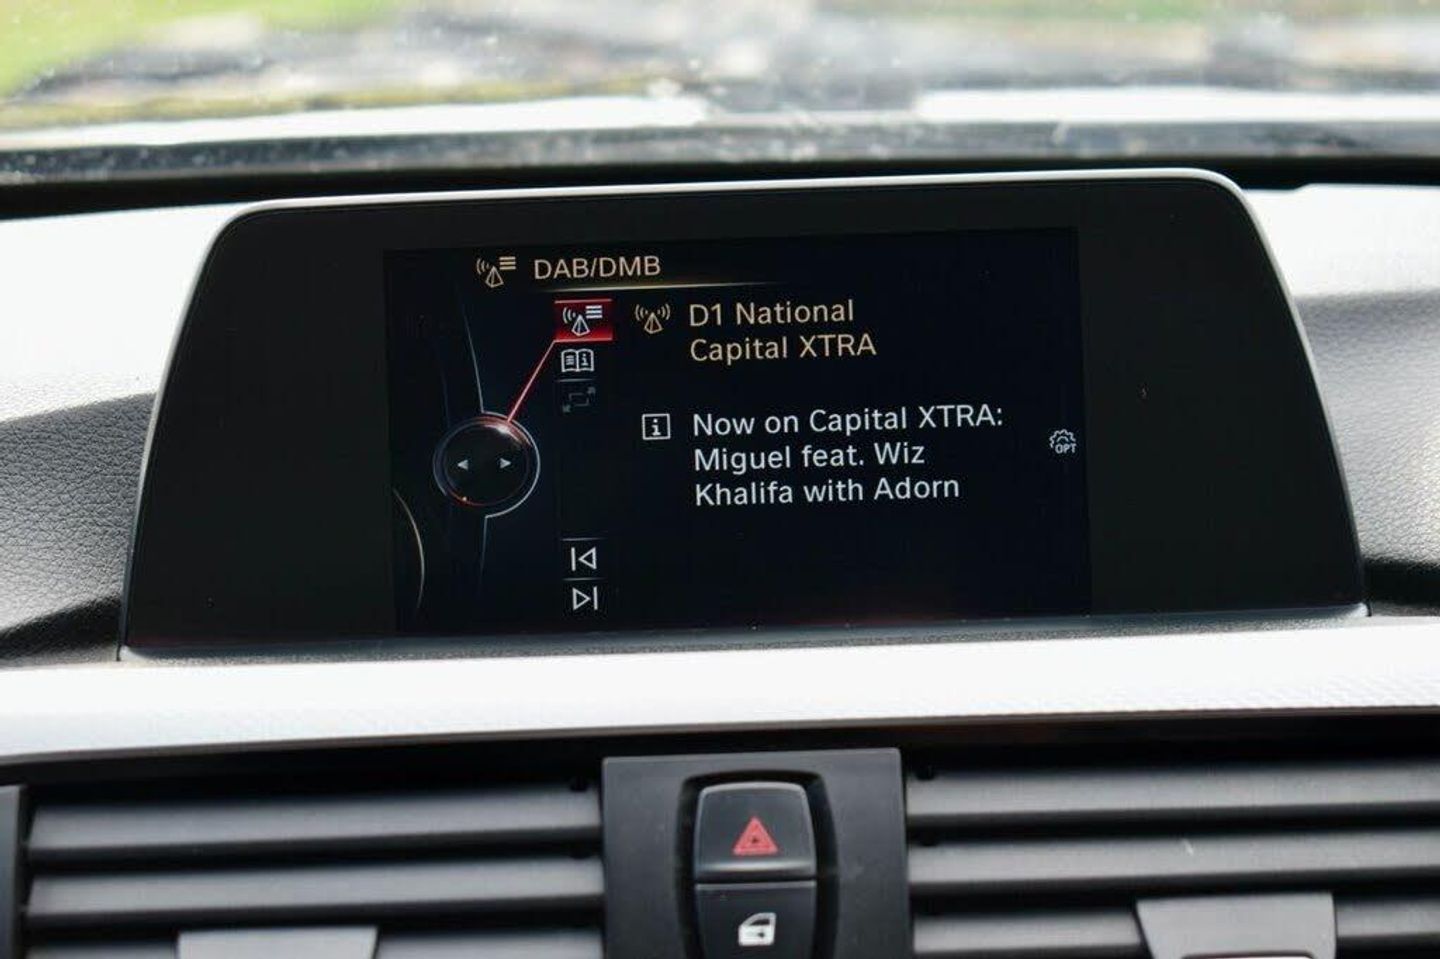 DAB/DMB
D1 National
Capital XTRA
Now on Capital XTRA:
Miguel feat. Wiz
Khalifa with Adorn
OPT